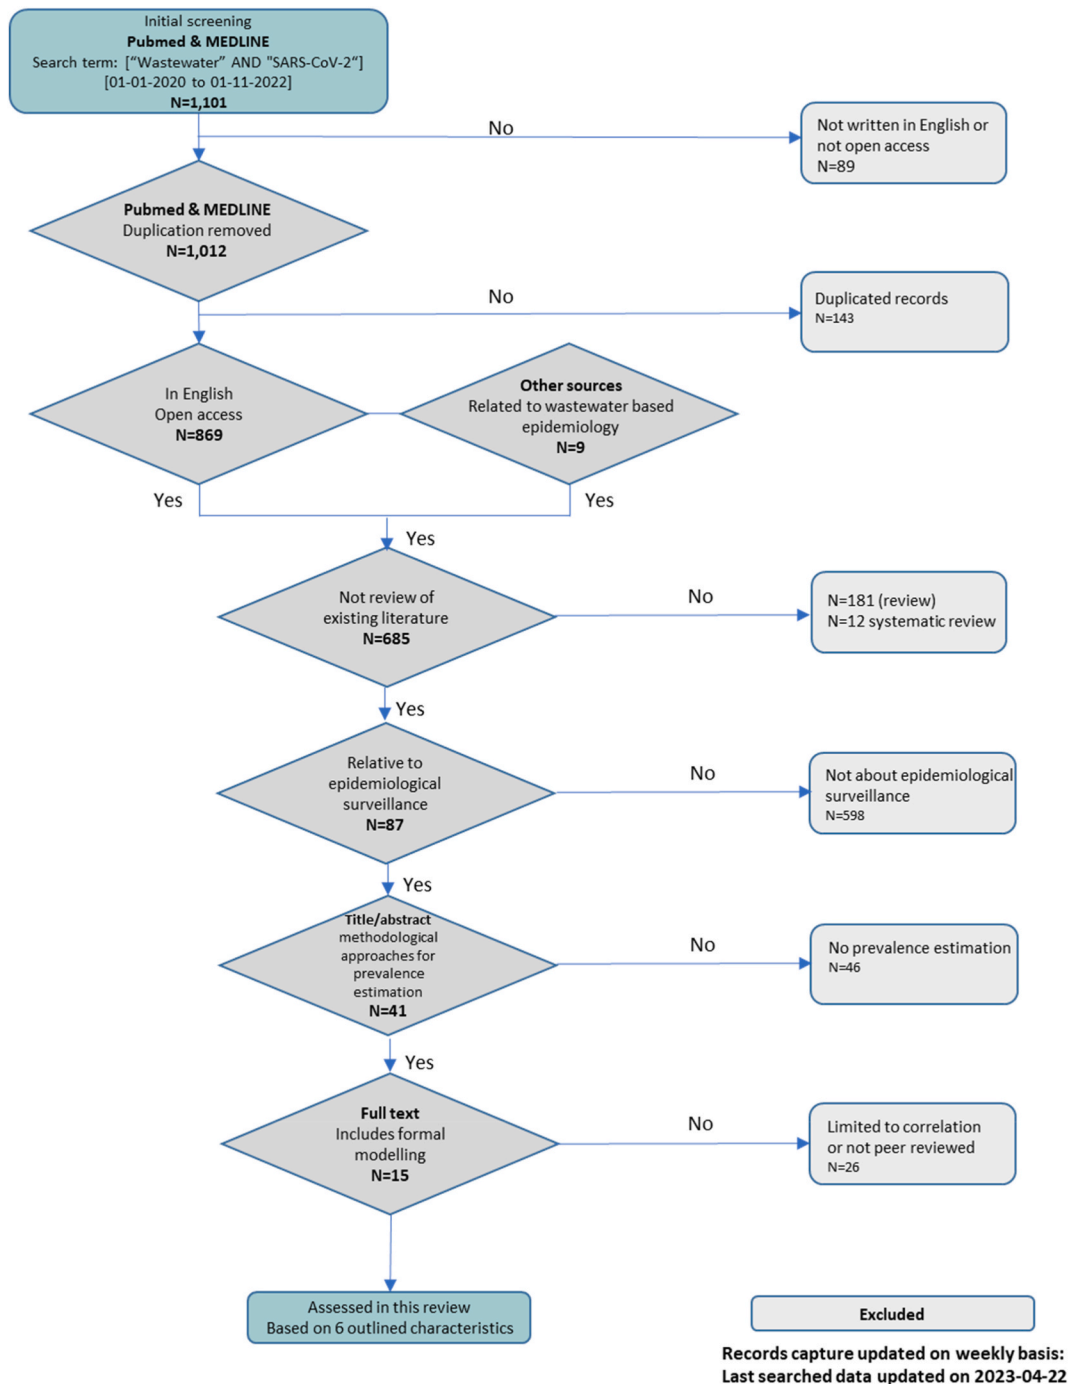 Initial screening
Pubmed & MEDLINE
Search term: [“Wastewater” AND "SARS-CoV-2“]
[01-01-2020 to 01-11-2022]
N=1,101
No
Not written in English or
not open access
N=89
Pubmed & MEDLINE
Duplication removed
N=1,012
No
Duplicated records
N=143
In English
Open access
N=869
Other sources
Related to wastewater based
epidemiology
N=9
Yes
Yes
Yes
Not review of
existing literature
N=685
No
N=181 (review)
N=12 systematic review
Yes
Relative to
epidemiological
surveillance
N=87
No
Not about epidemiological
surveillance
N=598
Yes
Title/abstract
methodological
approaches for
prevalence
estimation
N=41
No
No prevalence estimation
N=46
Yes
Full text
Includes formal
modelling
N=15
No
Limited to correlation
or not peer reviewed
N=26
Assessed in this review
Based on 6 outlined characteristics
Excluded
Records capture updated on weekly basis:
Last searched data updated on 2023-04-22